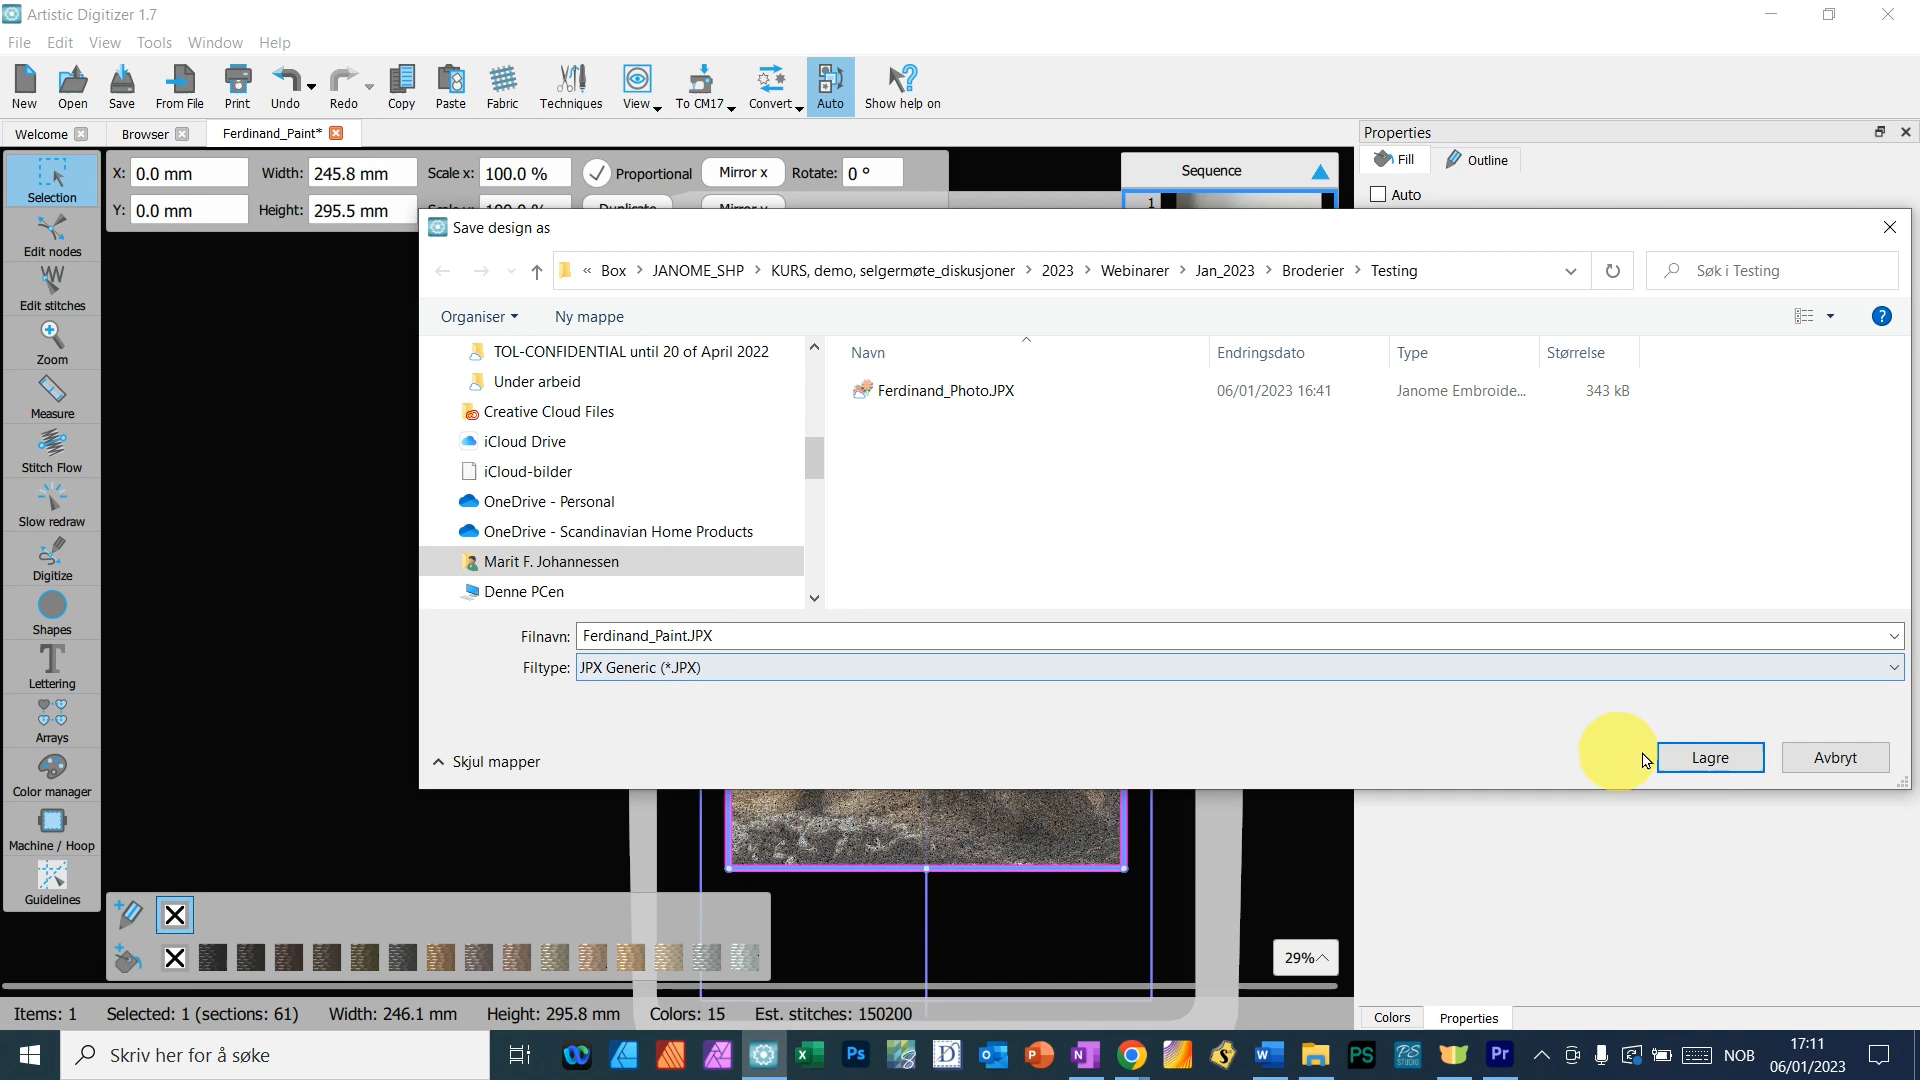 Artistic Digitizer 1.7
File Edit View Tools Window Help
New Open Save From File Print Undo Redo Copy Paste Fabric Techniques View To CM17 Convert Auto Show help on
Welcome Browser Ferdinand_Paint* Properties
Fill Outline
X: 0.0 mm Width: 245.8 mm Scale x: 100.0 % Proportional Mirror x Rotate: 0 ° Sequence
Auto
Y: 0.0 mm Height: 295.5 mm Scale y: 100.0 % Duplicate Mirror y 1
Selection
Edit nodes
Edit stitches
Zoom
Measure
Stitch Flow
Slow redraw
Digitize
Shapes
Lettering
Arrays
Color manager
Machine / Hoop
Guidelines
Save design as
« Box JANOME_SHP KURS, demo, selgermøte_diskusjoner 2023 Webinarer Jan_2023 Broderier Testing Søk i Testing
Organiser Ny mappe
TOL-CONFIDENTIAL until 20 of April 2022
Under arbeid
Creative Cloud Files
iCloud Drive
iCloud-bilder
OneDrive - Personal
OneDrive - Scandinavian Home Products
Marit F. Johannessen
Denne PCen
Navn Endringsdato Type Størrelse
Ferdinand_Photo.JPX 06/01/2023 16:41 Janome Embroide... 343 kB
Filnavn: Ferdinand_Paint.JPX
Filtype: JPX Generic (*.JPX)
Skjul mapper Lagre Avbryt
29%
Items: 1 Selected: 1 (sections: 61) Width: 246.1 mm Height: 295.8 mm Colors: 15 Est. stitches: 150200
Colors Properties
Skriv her for å søke
NOB
17:11
06/01/2023